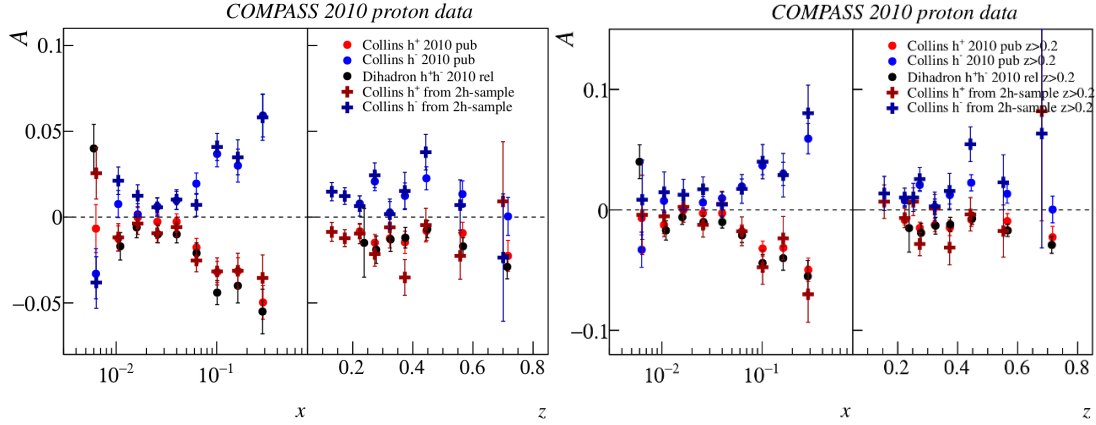 COMPASS 2010 proton data
A
0.1
0.05
0
−0.05
Collins h⁺ 2010 pub
Collins h⁻ 2010 pub
Dihadron h⁺h⁻ 2010 rel
Collins h⁺ from 2h-sample
Collins h⁻ from 2h-sample
10⁻²
10⁻¹
0.2
0.4
0.6
0.8
x
z
COMPASS 2010 proton data
A
0.1
0
−0.1
Collins h⁺ 2010 pub z>0.2
Collins h⁻ 2010 pub z>0.2
Dihadron h⁺h⁻ 2010 rel z>0.2
Collins h⁺ from 2h-sample z>0.2
Collins h⁻ from 2h-sample z>0.2
10⁻²
10⁻¹
0.2
0.4
0.6
0.8
x
z